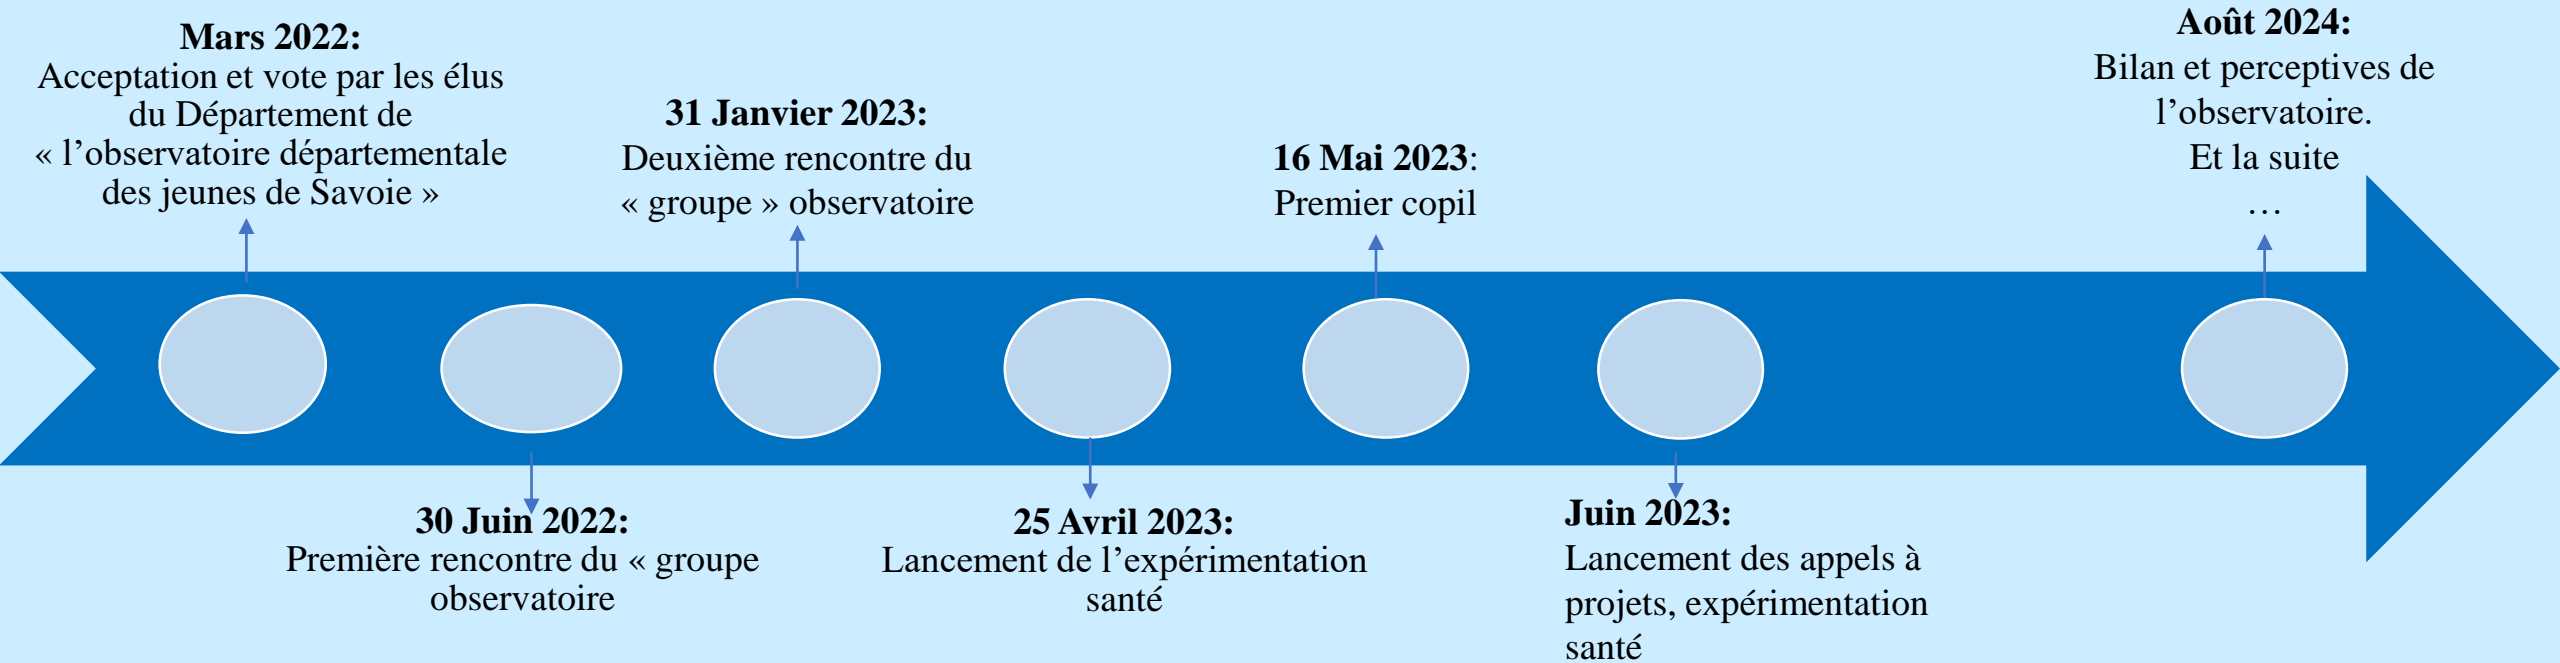 Mars 2022:
Acceptation et vote par les élus
du Département de
« l’observatoire départementale
des jeunes de Savoie »
30 Juin 2022:
Première rencontre du « groupe
observatoire
31 Janvier 2023:
Deuxième rencontre du
« groupe » observatoire
25 Avril 2023:
Lancement de l’expérimentation
santé
16 Mai 2023:
Premier copil
Juin 2023:
Lancement des appels à
projets, expérimentation
santé
Août 2024:
Bilan et perceptives de
l’observatoire.
Et la suite
…